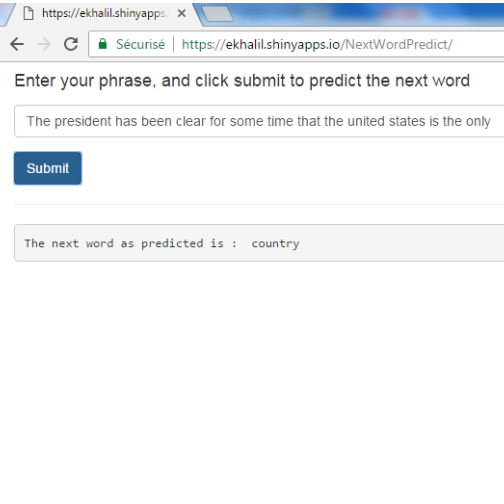 https://ekhalil.shinyapps
Sécurisé https://ekhalil.shinyapps.io/NextWordPredict/
Enter your phrase, and click submit to predict the next word
The president has been clear for some time that the united states is the only
Submit
The next word as predicted is :  country